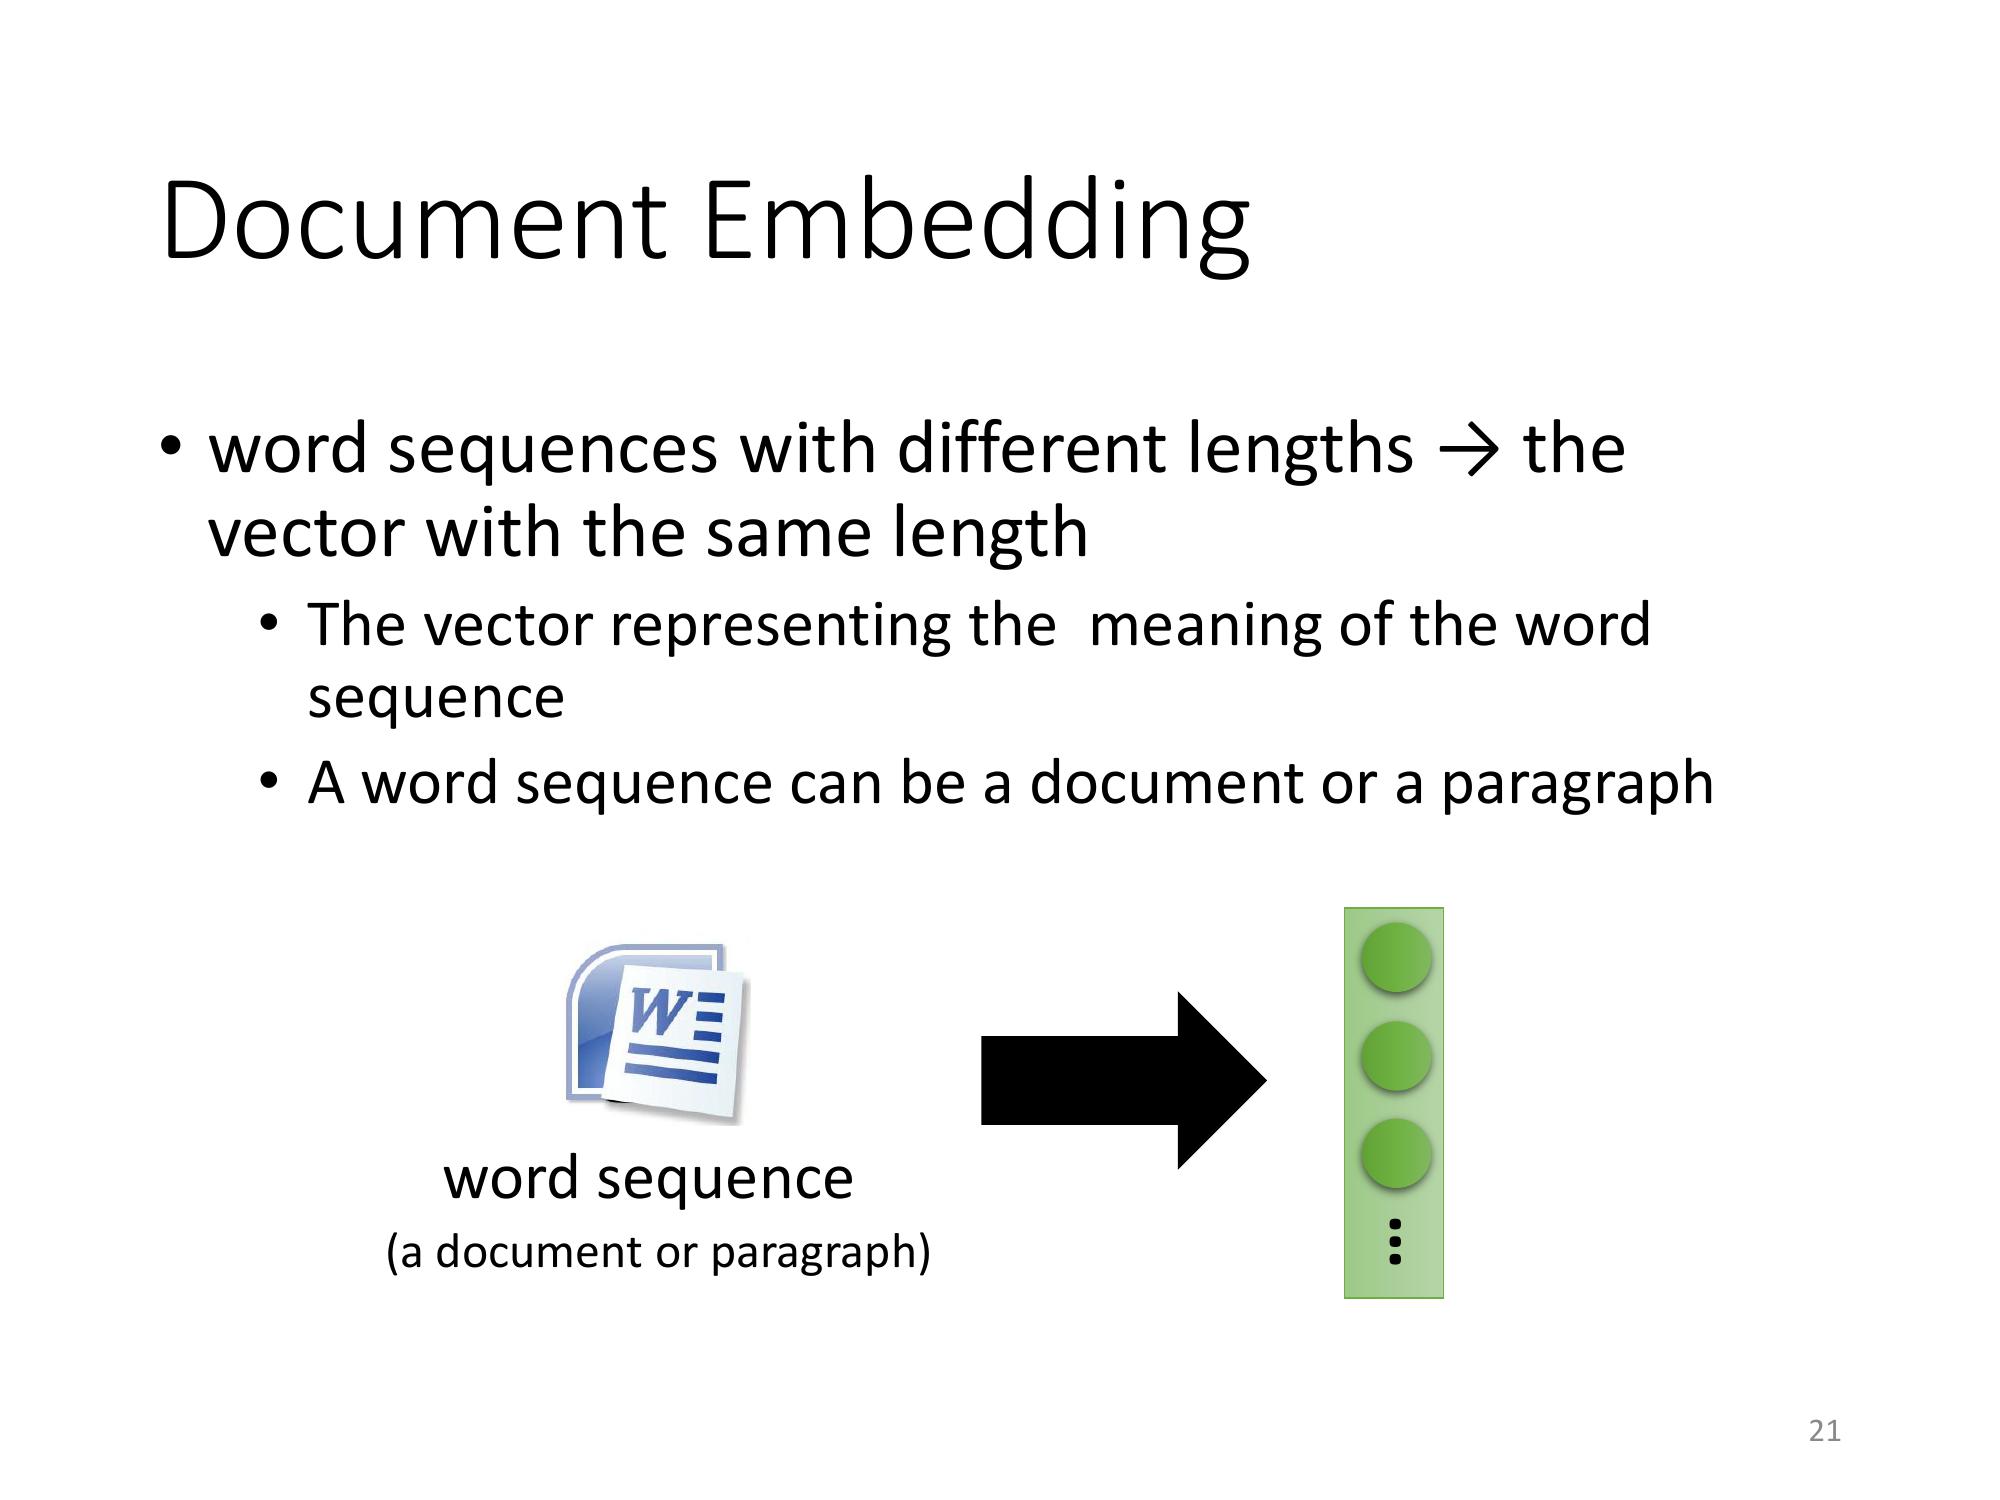 Document Embedding
• word sequences with different lengths → the
vector with the same length
• The vector representing the  meaning of the word
sequence
• A word sequence can be a document or a paragraph
W
word sequence
(a document or paragraph)
21